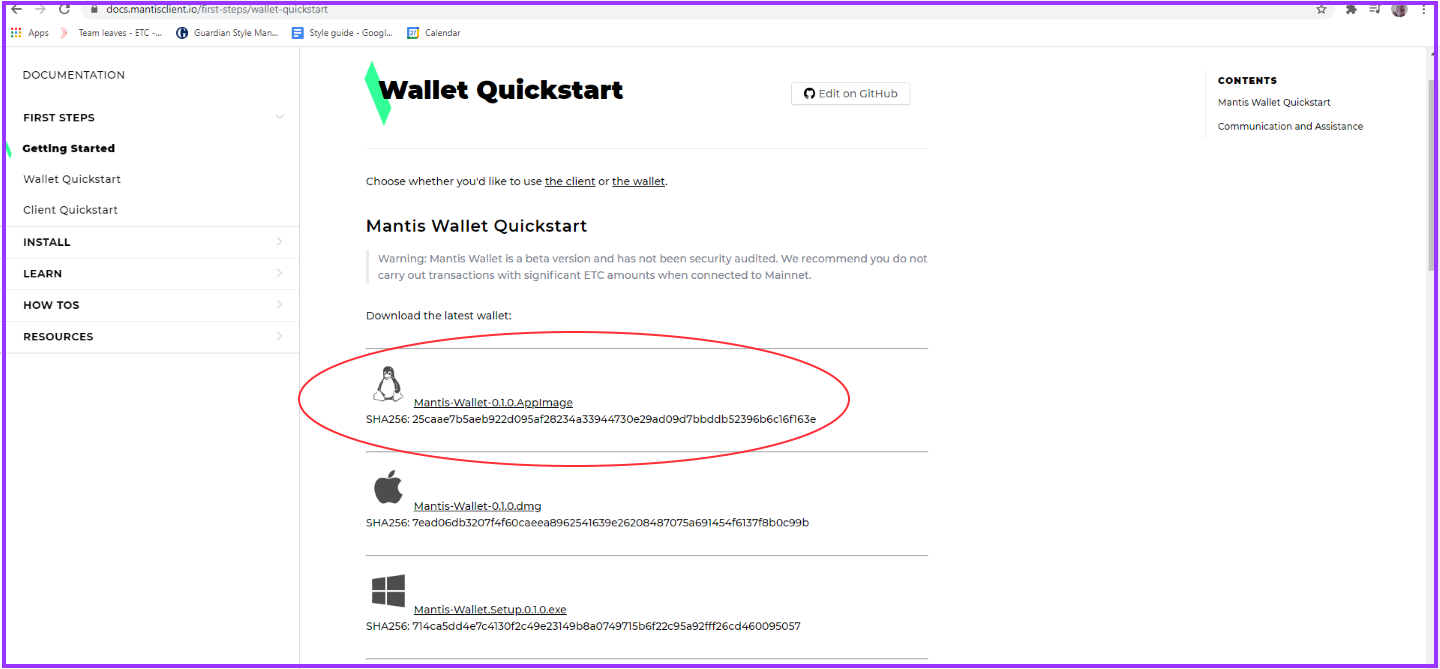 docs.mantisclient.io/first-steps/wallet-quickstart
Apps
Team leaves - ETC -...
Guardian Style Man...
Style guide - Googl...
Calendar
DOCUMENTATION
FIRST STEPS
Getting Started
Wallet Quickstart
Client Quickstart
INSTALL
LEARN
HOW TOS
RESOURCES
Wallet Quickstart
Edit on GitHub
Choose whether you'd like to use the client or the wallet.
Mantis Wallet Quickstart
Warning: Mantis Wallet is a beta version and has not been security audited. We recommend you do not
carry out transactions with significant ETC amounts when connected to Mainnet.
Download the latest wallet:
Mantis-Wallet-0.1.0.AppImage
SHA256: 25caae7b5aeb922d095af28234a33944730e29ad09d7bbddb52396b6c16f163e
Mantis-Wallet-0.1.0.dmg
SHA256: 7ead06db3207f4f60caeea8962541639e26208487075a691454f6137f8b0c99b
Mantis-Wallet.Setup.0.1.0.exe
SHA256: 714ca5dd4e7c4130f2c49e23149b8a0749715b6f22c95a92fff26cd460095057
CONTENTS
Mantis Wallet Quickstart
Communication and Assistance